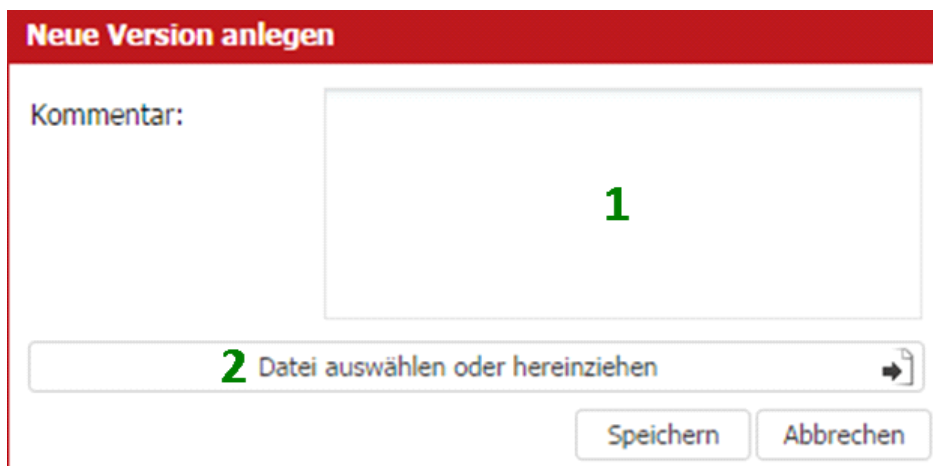 Neue Version anlegen
Kommentar:
1
2 Datei auswählen oder hereinziehen
Speichern Abbrechen